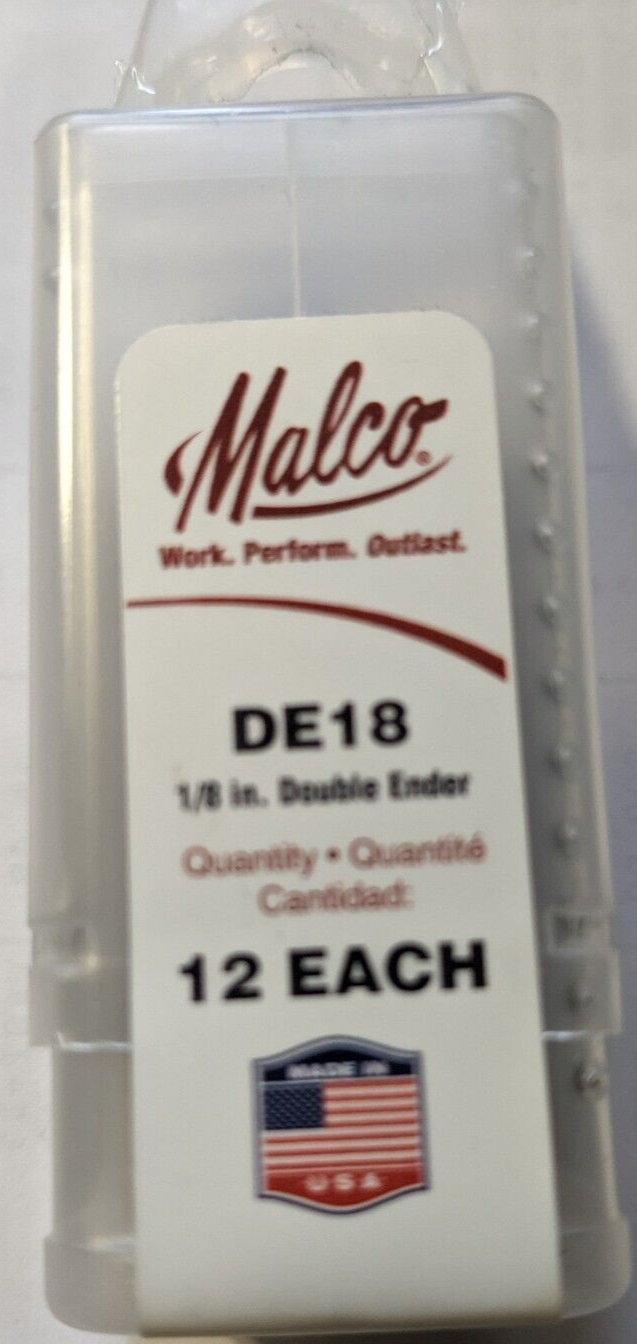 Malco®
Work. Perform. Outlast.
DE18
1/8 in. Double Ender
Quantity • Quantité
Cantidad:
12 EACH
MADE IN
USA